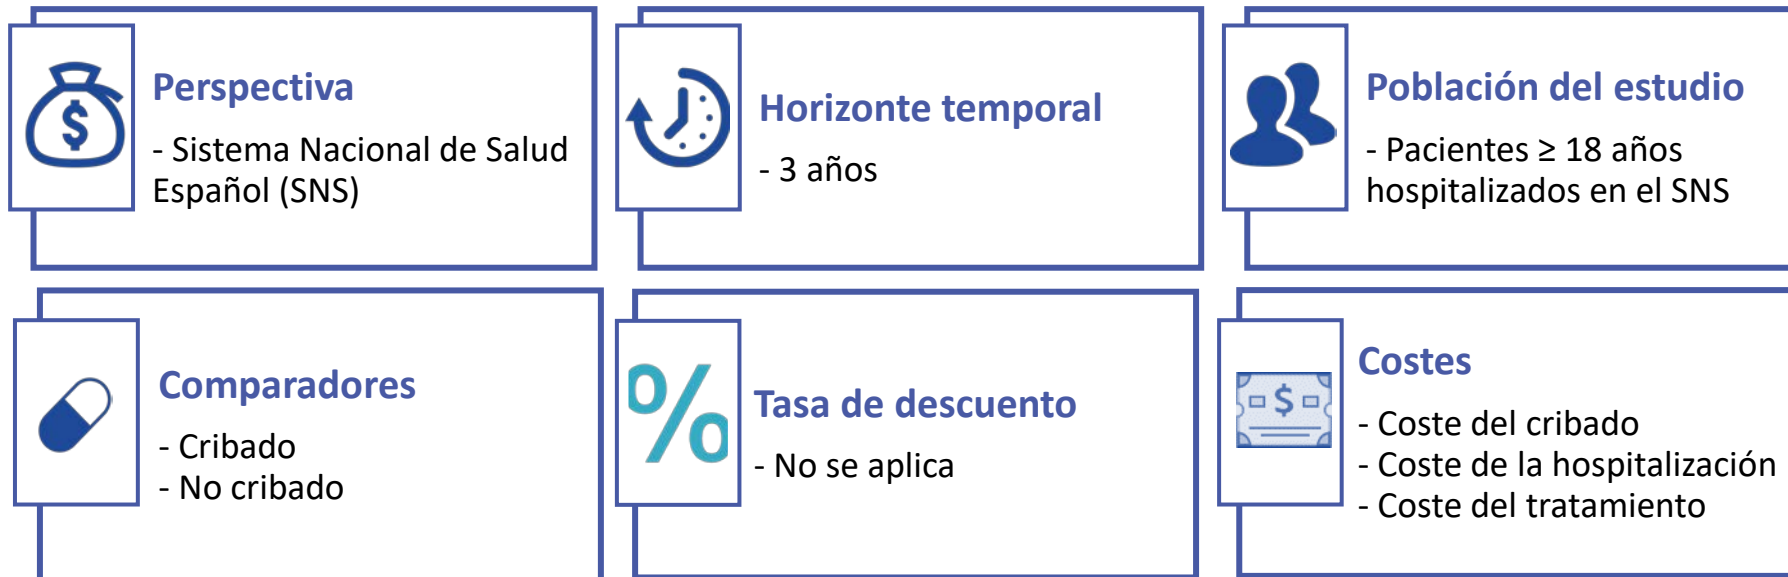 Perspectiva
- Sistema Nacional de Salud
Español (SNS)
Horizonte temporal
- 3 años
Población del estudio
- Pacientes ≥ 18 años
hospitalizados en el SNS
Comparadores
- Cribado
- No cribado
Tasa de descuento
- No se aplica
Costes
- Coste del cribado
- Coste de la hospitalización
- Coste del tratamiento